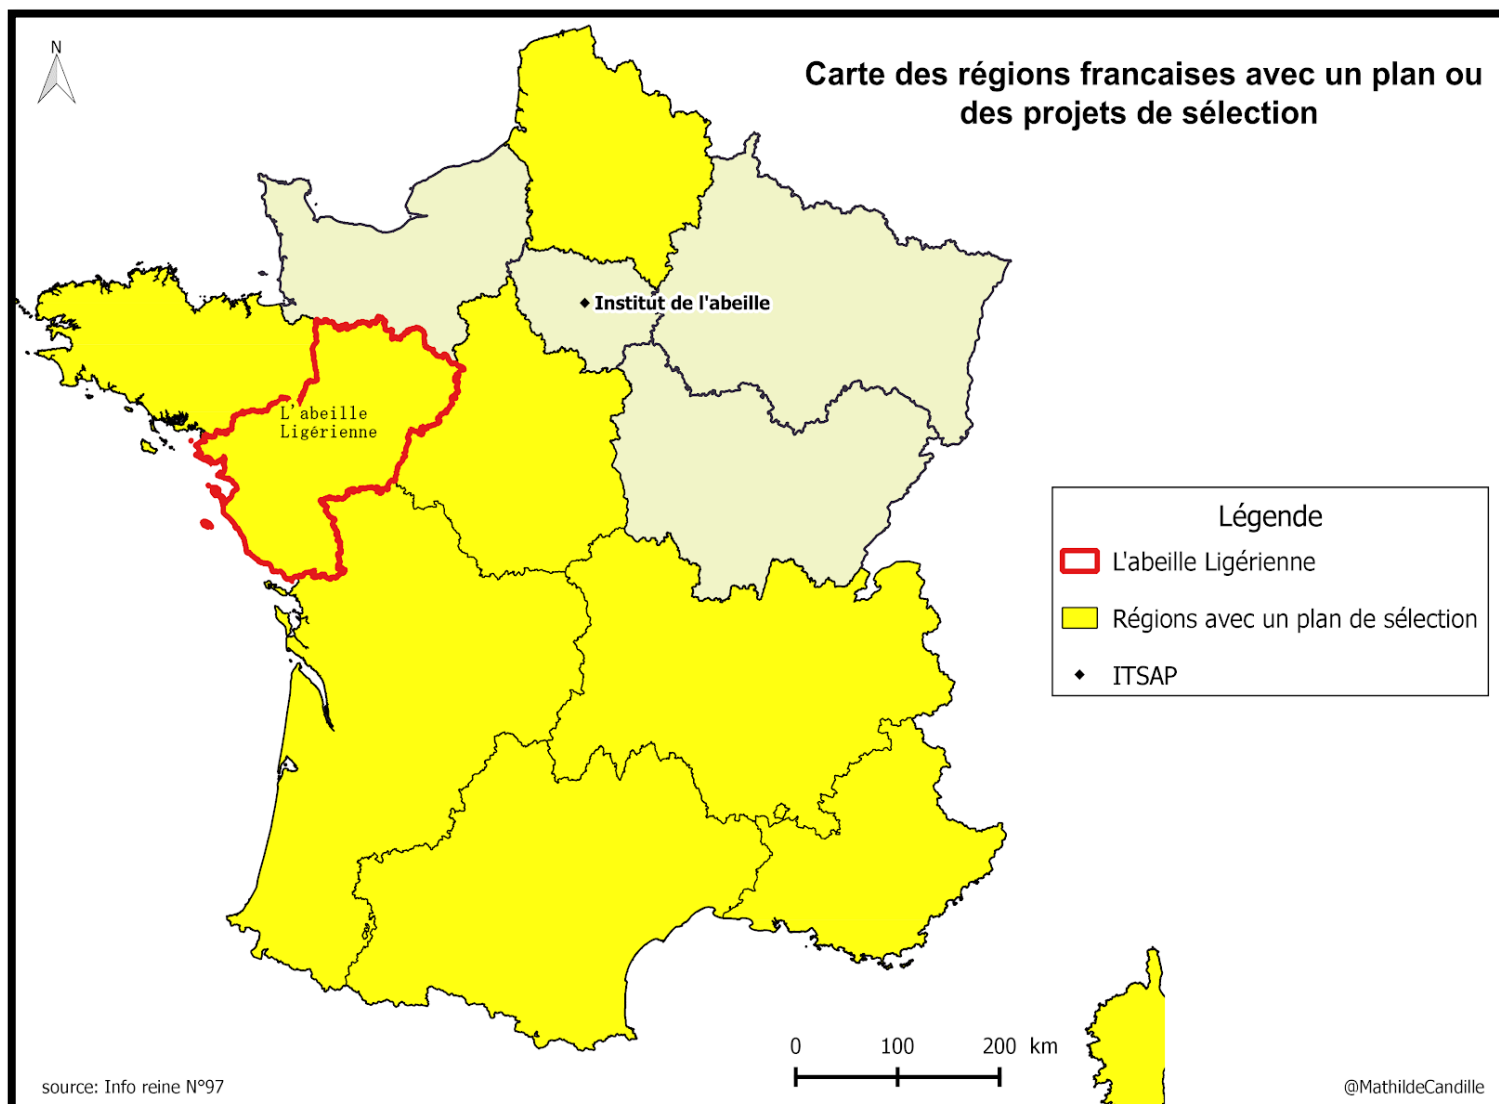 N
Carte des régions francaises avec un plan ou
des projets de sélection
Institut de l'abeille
L'abeille
Ligérienne
Légende
L'abeille Ligérienne
Régions avec un plan de sélection
ITSAP
0 100 200 km
source: Info reine N°97
@MathildeCandille